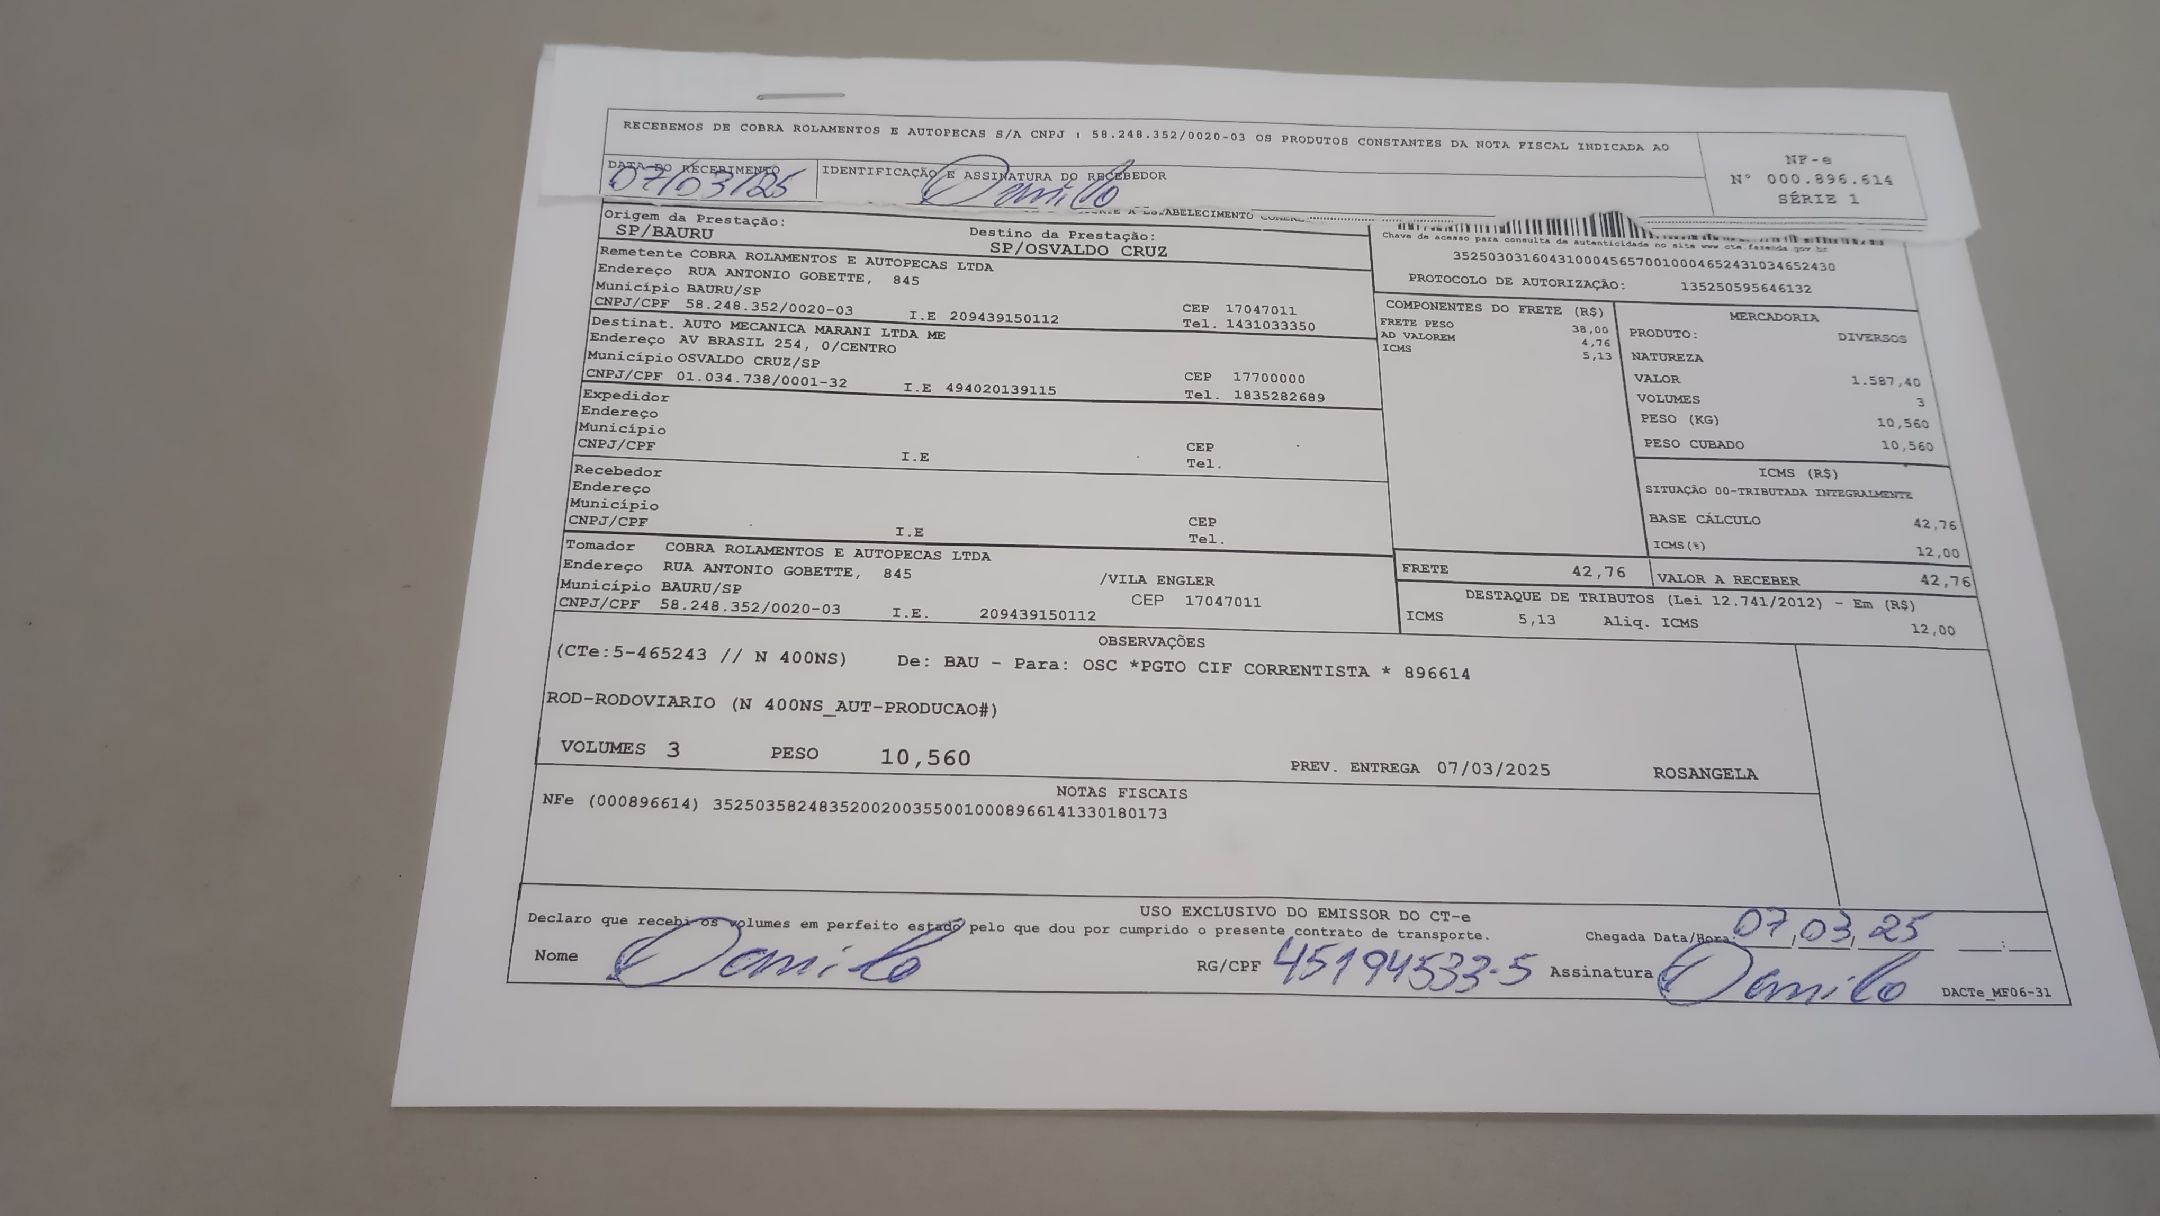 RECEBEMOS DE COBRA ROLAMENTOS E AUTOPECAS S/A CNPJ : 58.248.352/0020-03 OS PRODUTOS CONSTANTES DA NOTA FISCAL INDICADA AO
NF-e
Nº 000.896.614
SÉRIE 1
DATA DO RECEBIMENTO
07/03/25
IDENTIFICAÇÃO E ASSINATURA DO RECEBEDOR
Danilo
Origem da Prestação:
SP/BAURU
Destino da Prestação:
SP/OSVALDO CRUZ
Chave de acesso para consulta de autenticidade no site www.cte.fazenda.gov.br
35250303160431000456570010004652431034652430
PROTOCOLO DE AUTORIZAÇÃO: 135250595646132
Remetente COBRA ROLAMENTOS E AUTOPECAS LTDA
Endereço RUA ANTONIO GOBETTE, 845
Município BAURU/SP
CEP 17047011
CNPJ/CPF 58.248.352/0020-03 I.E 209439150112 Tel. 1431033350
Destinat. AUTO MECANICA MARANI LTDA ME
Endereço AV BRASIL 254, 0/CENTRO
Município OSVALDO CRUZ/SP
CEP 17700000
CNPJ/CPF 01.034.738/0001-32 I.E 494020139115 Tel. 1835282689
Expedidor
Endereço
Município
CEP
CNPJ/CPF I.E Tel.
Recebedor
Endereço
Município
CEP
CNPJ/CPF I.E Tel.
Tomador COBRA ROLAMENTOS E AUTOPECAS LTDA
Endereço RUA ANTONIO GOBETTE, 845 /VILA ENGLER
Município BAURU/SP CEP 17047011
CNPJ/CPF 58.248.352/0020-03 I.E. 209439150112
COMPONENTES DO FRETE (R$)
FRETE PESO 38,00
AD VALOREM 4,76
ICMS 5,13
MERCADORIA
PRODUTO: DIVERSOS
NATUREZA
VALOR 1.587,40
VOLUMES 3
PESO (KG) 10,560
PESO CUBADO 10,560
ICMS (R$)
SITUAÇÃO 00-TRIBUTADA INTEGRALMENTE
BASE CÁLCULO 42,76
ICMS(%) 12,00
FRETE 42,76
VALOR A RECEBER 42,76
DESTAQUE DE TRIBUTOS (Lei 12.741/2012) - Em (R$)
ICMS 5,13 Aliq. ICMS 12,00
OBSERVAÇÕES
(CTe:5-465243 // N 400NS) De: BAU - Para: OSC *PGTO CIF CORRENTISTA * 896614
ROD-RODOVIARIO (N 400NS_AUT-PRODUCAO#)
VOLUMES 3 PESO 10,560 PREV. ENTREGA 07/03/2025 ROSANGELA
NOTAS FISCAIS
NFe (000896614) 35250358248352002003550010008966141330180173
USO EXCLUSIVO DO EMISSOR DO CT-e
Declaro que recebi os volumes em perfeito estado pelo que dou por cumprido o presente contrato de transporte.
Chegada Data/Hora: 07,03,25 :
Nome Danilo RG/CPF 45194533-5 Assinatura Danilo
DACTe_MF06-31